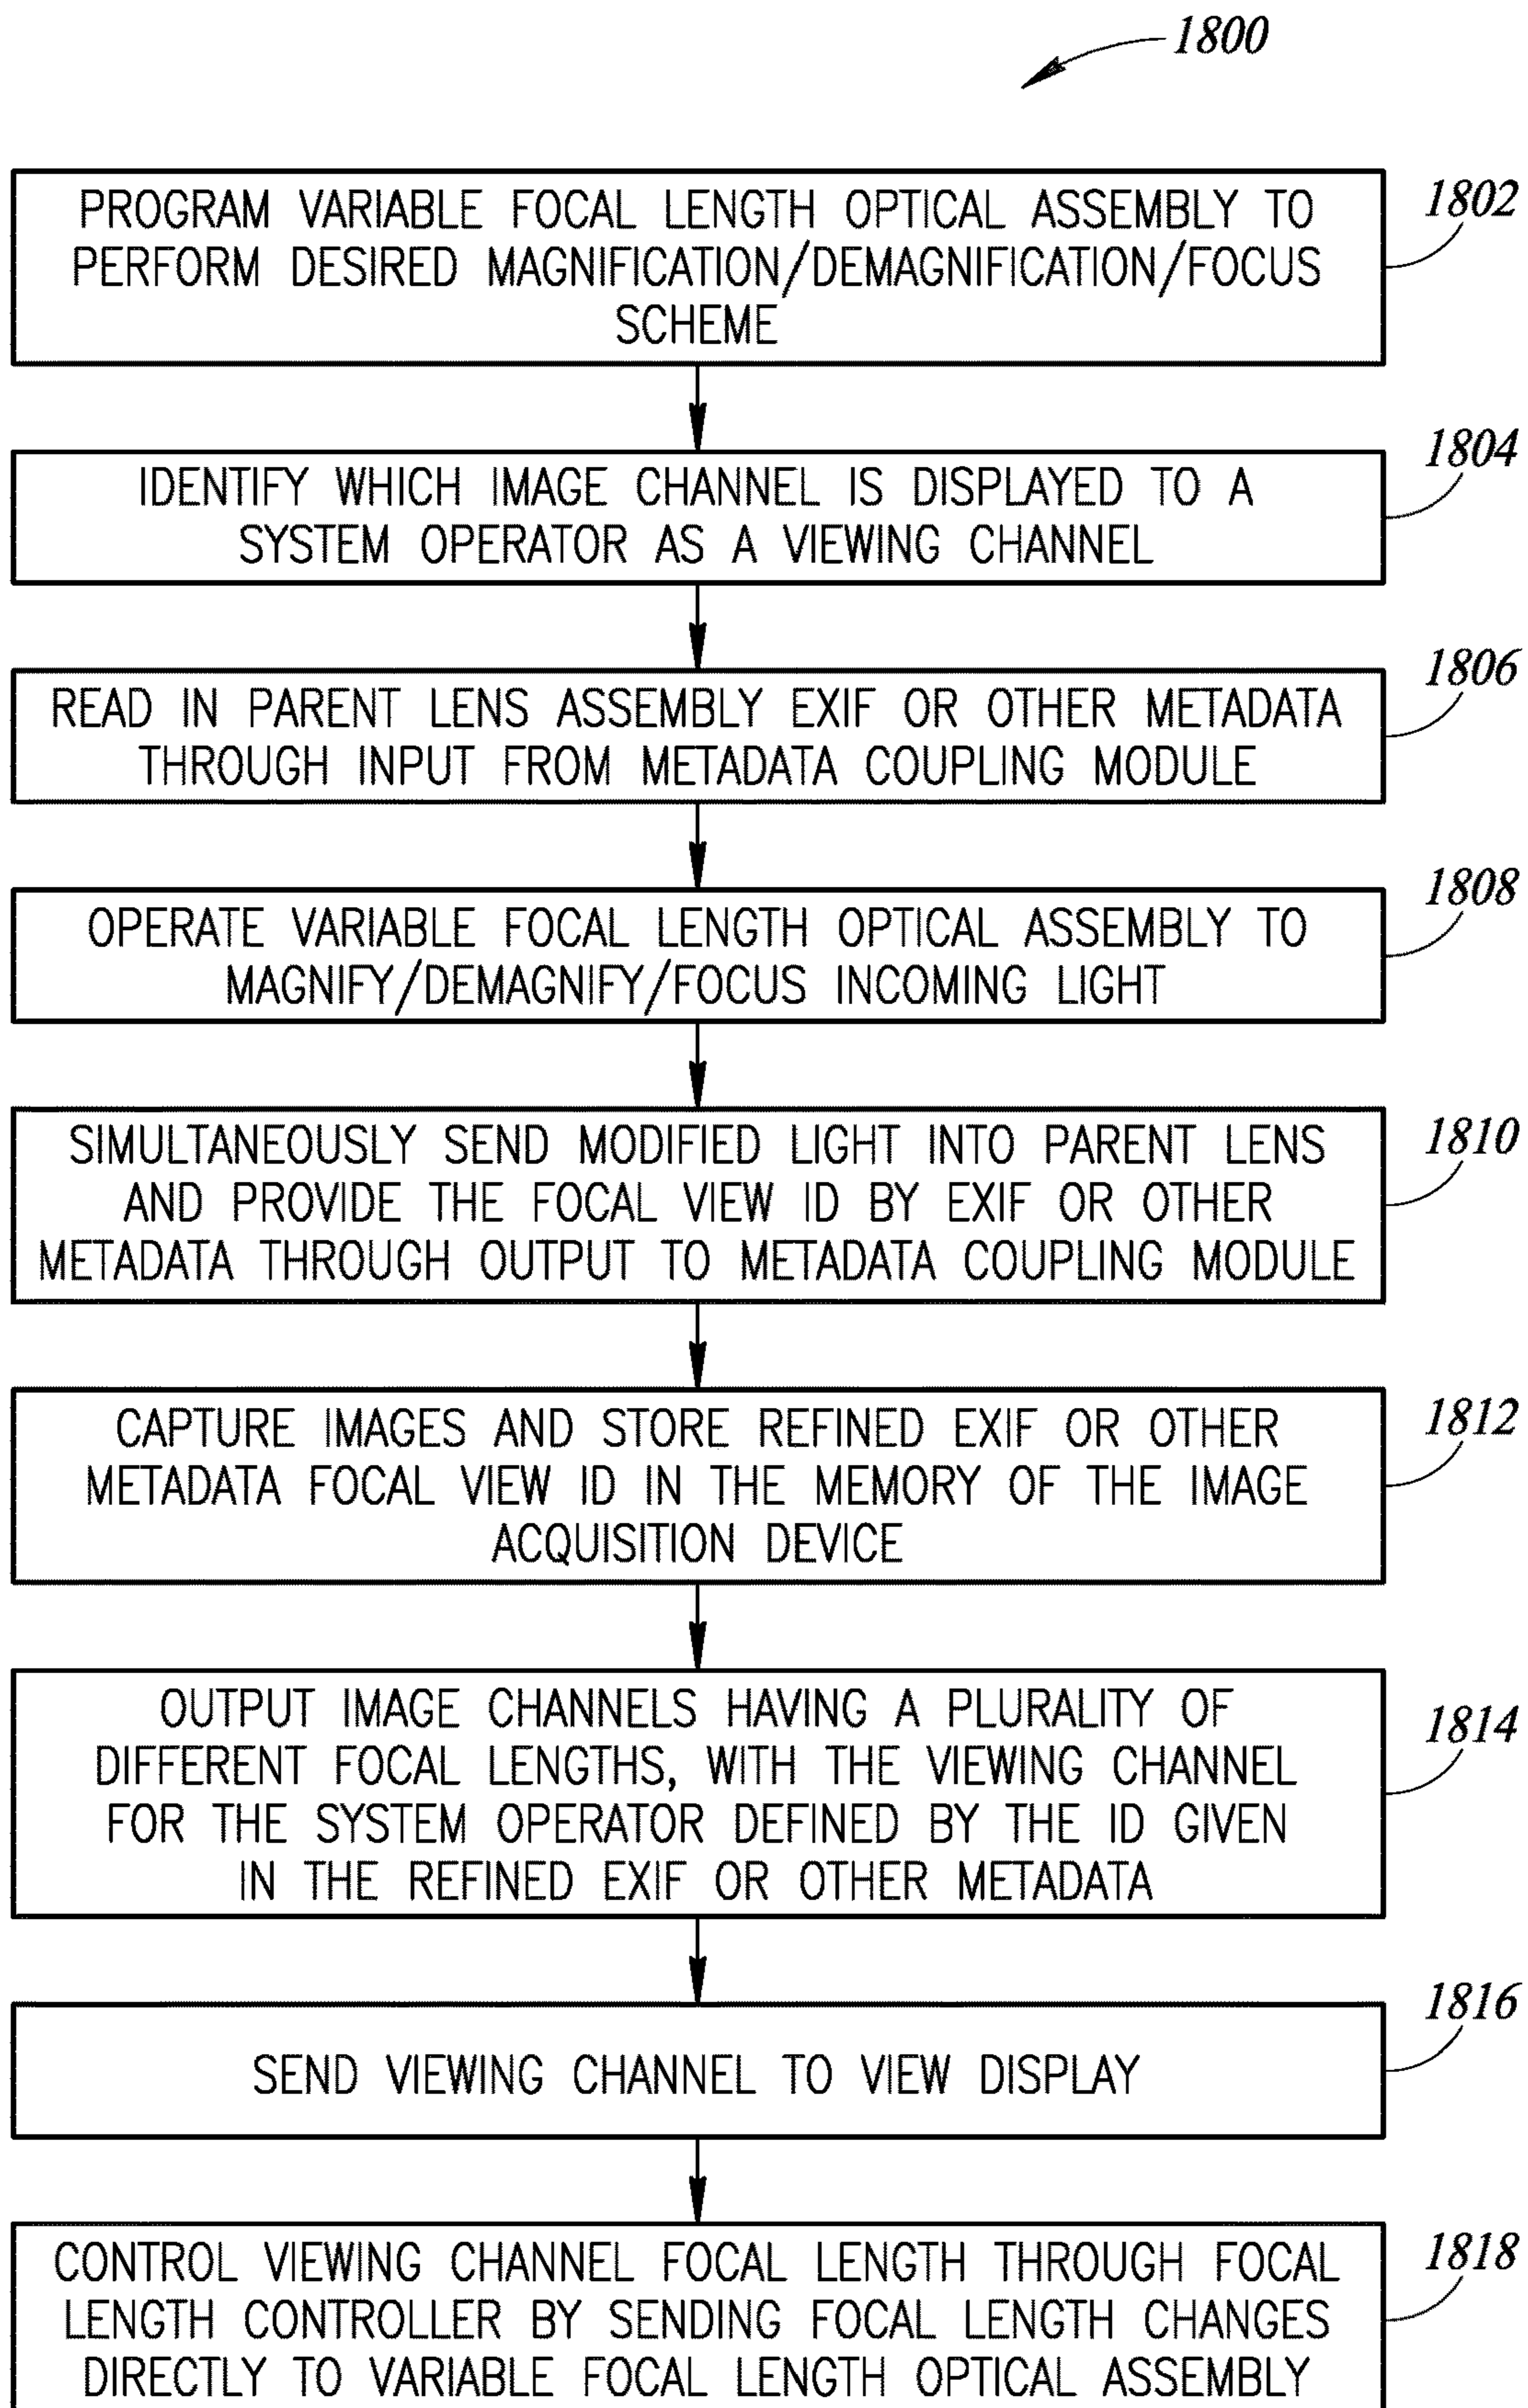 1800
PROGRAM VARIABLE FOCAL LENGTH OPTICAL ASSEMBLY TO
PERFORM DESIRED MAGNIFICATION/DEMAGNIFICATION/FOCUS
SCHEME
1802
IDENTIFY WHICH IMAGE CHANNEL IS DISPLAYED TO A
SYSTEM OPERATOR AS A VIEWING CHANNEL
1804
READ IN PARENT LENS ASSEMBLY EXIF OR OTHER METADATA
THROUGH INPUT FROM METADATA COUPLING MODULE
1806
OPERATE VARIABLE FOCAL LENGTH OPTICAL ASSEMBLY TO
MAGNIFY/DEMAGNIFY/FOCUS INCOMING LIGHT
1808
SIMULTANEOUSLY SEND MODIFIED LIGHT INTO PARENT LENS
AND PROVIDE THE FOCAL VIEW ID BY EXIF OR OTHER
METADATA THROUGH OUTPUT TO METADATA COUPLING MODULE
1810
CAPTURE IMAGES AND STORE REFINED EXIF OR OTHER
METADATA FOCAL VIEW ID IN THE MEMORY OF THE IMAGE
ACQUISITION DEVICE
1812
OUTPUT IMAGE CHANNELS HAVING A PLURALITY OF
DIFFERENT FOCAL LENGTHS, WITH THE VIEWING CHANNEL
FOR THE SYSTEM OPERATOR DEFINED BY THE ID GIVEN
IN THE REFINED EXIF OR OTHER METADATA
1814
SEND VIEWING CHANNEL TO VIEW DISPLAY
1816
CONTROL VIEWING CHANNEL FOCAL LENGTH THROUGH FOCAL
LENGTH CONTROLLER BY SENDING FOCAL LENGTH CHANGES
DIRECTLY TO VARIABLE FOCAL LENGTH OPTICAL ASSEMBLY
1818